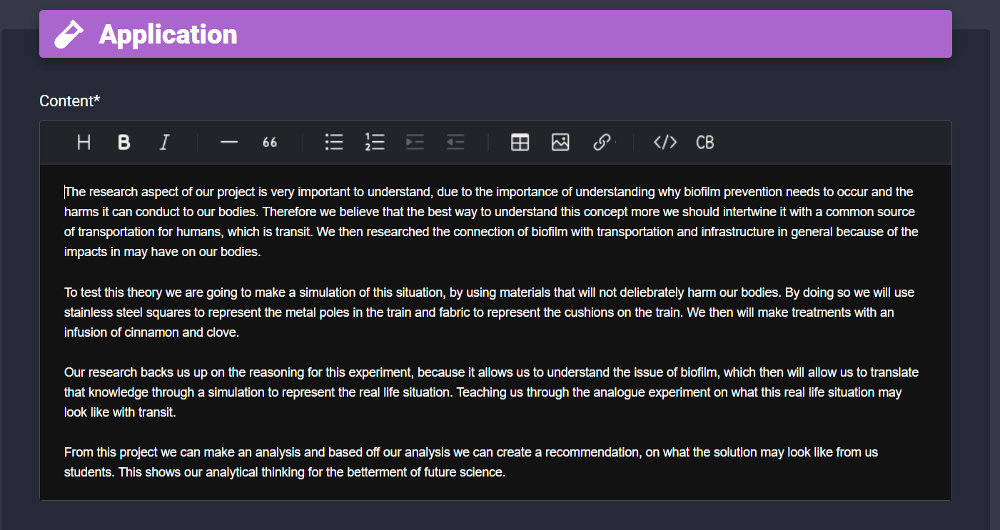 Application
Content*
H B I — 66 </> CB
The research aspect of our project is very important to understand, due to the importance of understanding why biofilm prevention needs to occur and the
harms it can conduct to our bodies. Therefore we believe that the best way to understand this concept more we should intertwine it with a common source
of transportation for humans, which is transit. We then researched the connection of biofilm with transportation and infrastructure in general because of the
impacts in may have on our bodies.
To test this theory we are going to make a simulation of this situation, by using materials that will not deliebrately harm our bodies. By doing so we will use
stainless steel squares to represent the metal poles in the train and fabric to represent the cushions on the train. We then will make treatments with an
infusion of cinnamon and clove.
Our research backs us up on the reasoning for this experiment, because it allows us to understand the issue of biofilm, which then will allow us to translate
that knowledge through a simulation to represent the real life situation. Teaching us through the analogue experiment on what this real life situation may
look like with transit.
From this project we can make an analysis and based off our analysis we can create a recommendation, on what the solution may look like from us
students. This shows our analytical thinking for the betterment of future science.